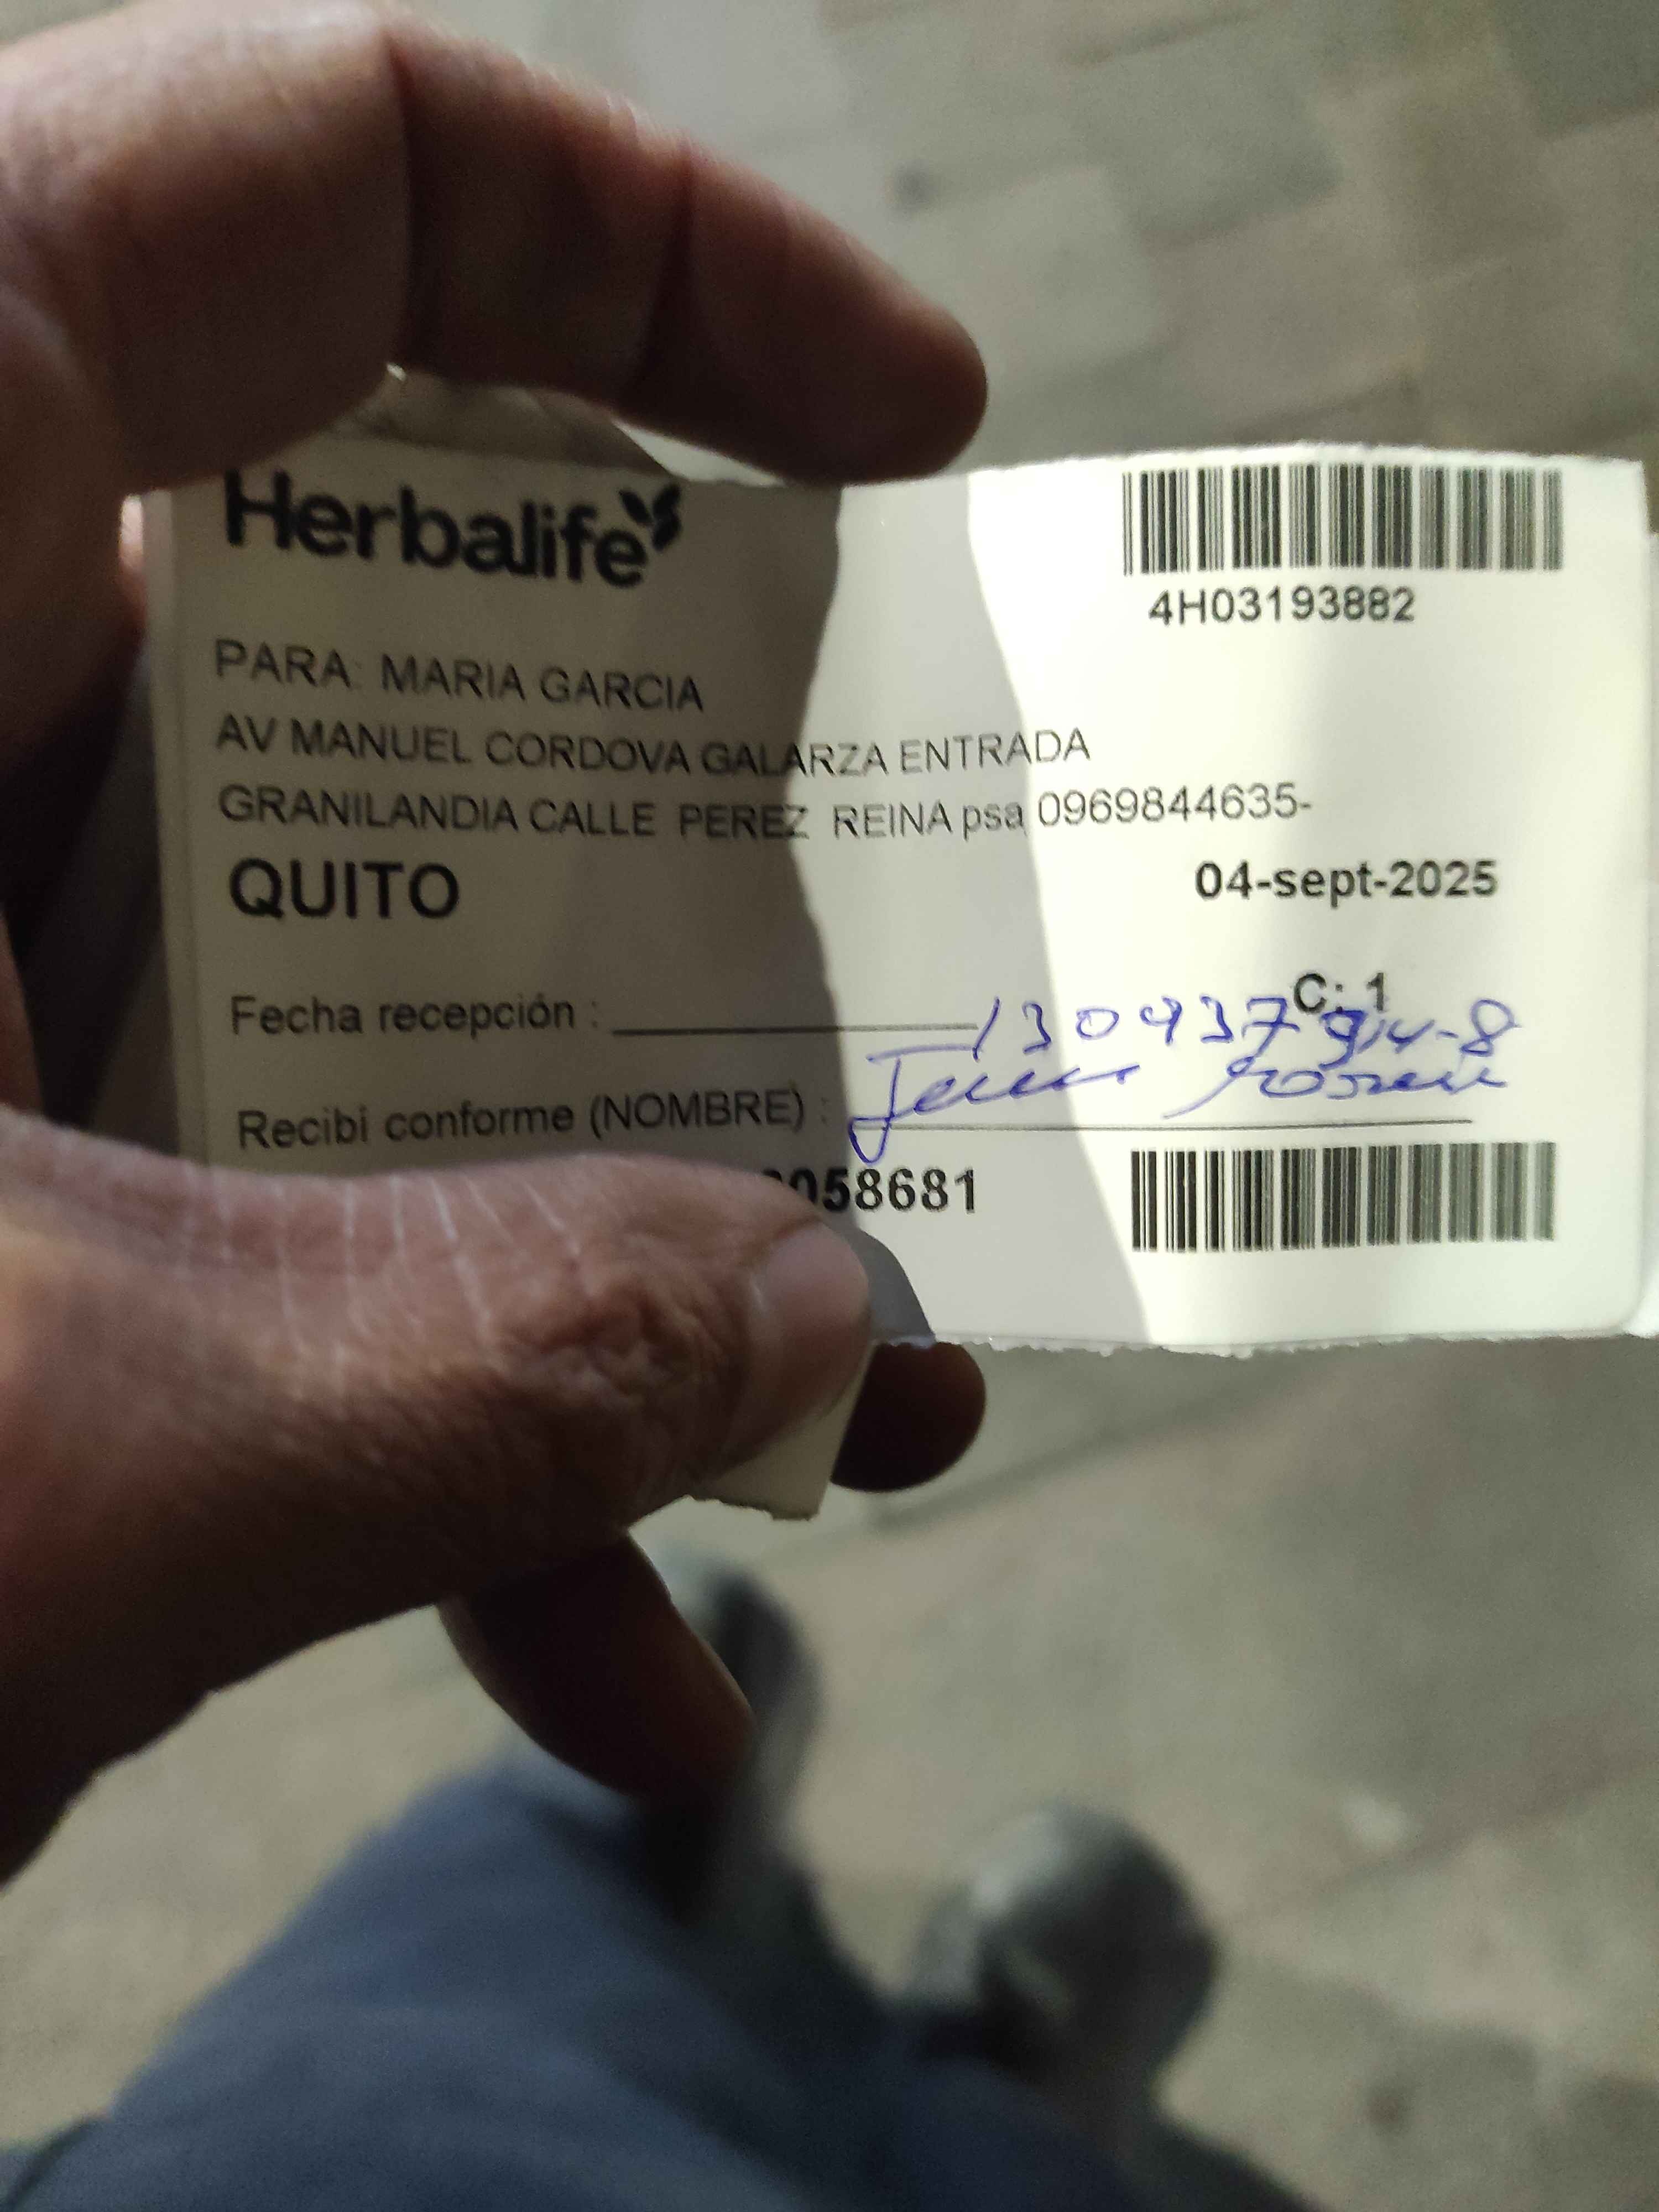 Herbalife
4H03193882
PARA: MARIA GARCIA
AV MANUEL CORDOVA GALARZA ENTRADA
GRANILANDIA CALLE PEREZ REINA psa 0969844635-
QUITO
04-sept-2025
C: 1
Fecha recepción :
Recibi conforme (NOMBRE) :
058681